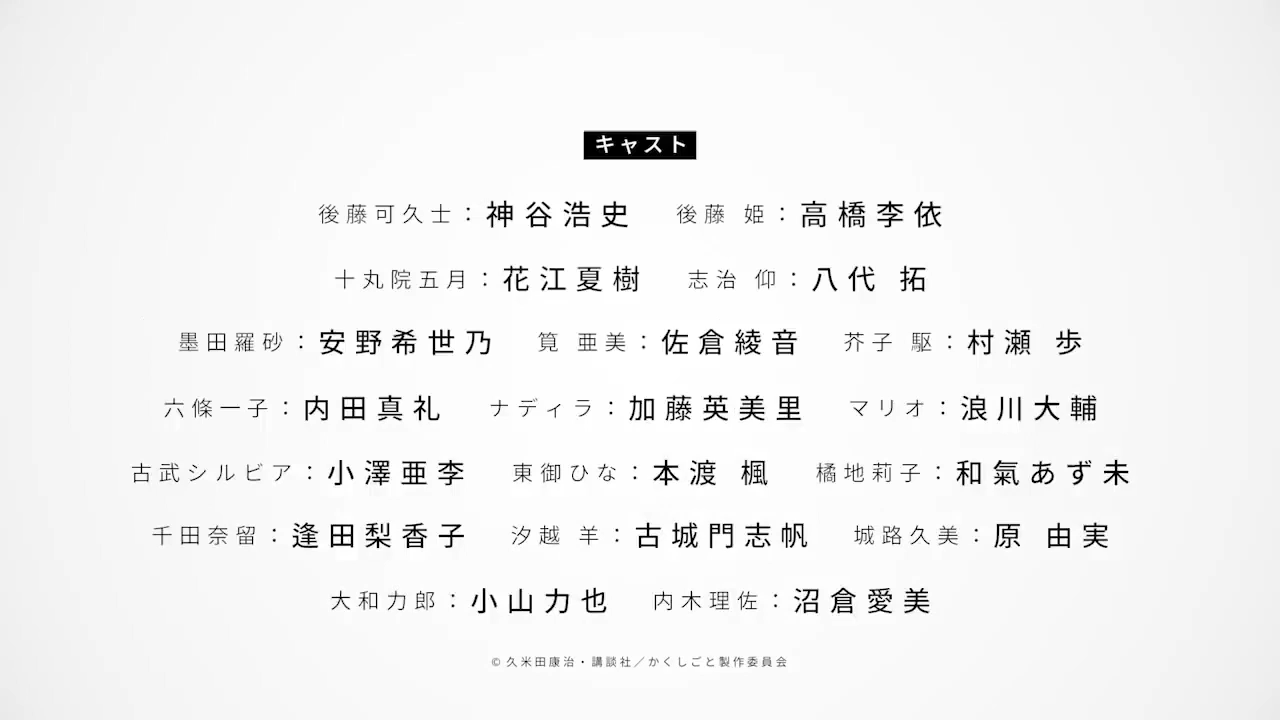 キャスト
後藤可久士：神谷浩史　後藤 姫：高橋李依
十丸院五月：花江夏樹　志治 仰：八代 拓
墨田羅砂：安野希世乃　筧 亜美：佐倉綾音　芥子 駆：村瀬 歩
六條一子：内田真礼　ナディラ：加藤英美里　マリオ：浪川大輔
古武シルビア：小澤亜李　東御ひな：本渡 楓　橘地莉子：和氣あず未
千田奈留：逢田梨香子　汐越 羊：古城門志帆　城路久美：原 由実
大和力郎：小山力也　内木理佐：沼倉愛美
© 久米田康治・講談社／かくしごと製作委員会